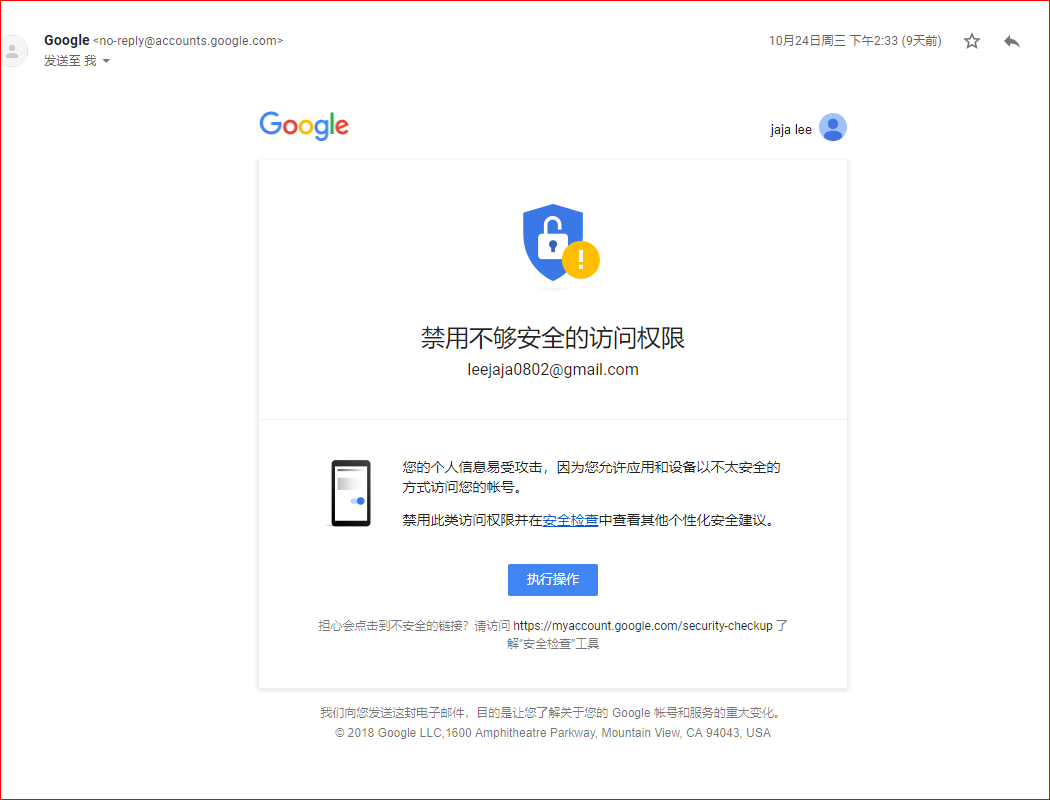 Google <no-reply@accounts.google.com>
10月24日周三 下午2:33 (9天前)
发送至 我
Google
jaja lee
禁用不够安全的访问权限
leejaja0802@gmail.com
您的个人信息易受攻击，因为您允许应用和设备以不太安全的
方式访问您的帐号。
禁用此类访问权限并在安全检查中查看其他个性化安全建议。
执行操作
担心会点击到不安全的链接？请访问 https://myaccount.google.com/security-checkup 了
解“安全检查”工具
我们向您发送这封电子邮件，目的是让您了解关于您的 Google 帐号和服务的重大变化。
© 2018 Google LLC,1600 Amphitheatre Parkway, Mountain View, CA 94043, USA